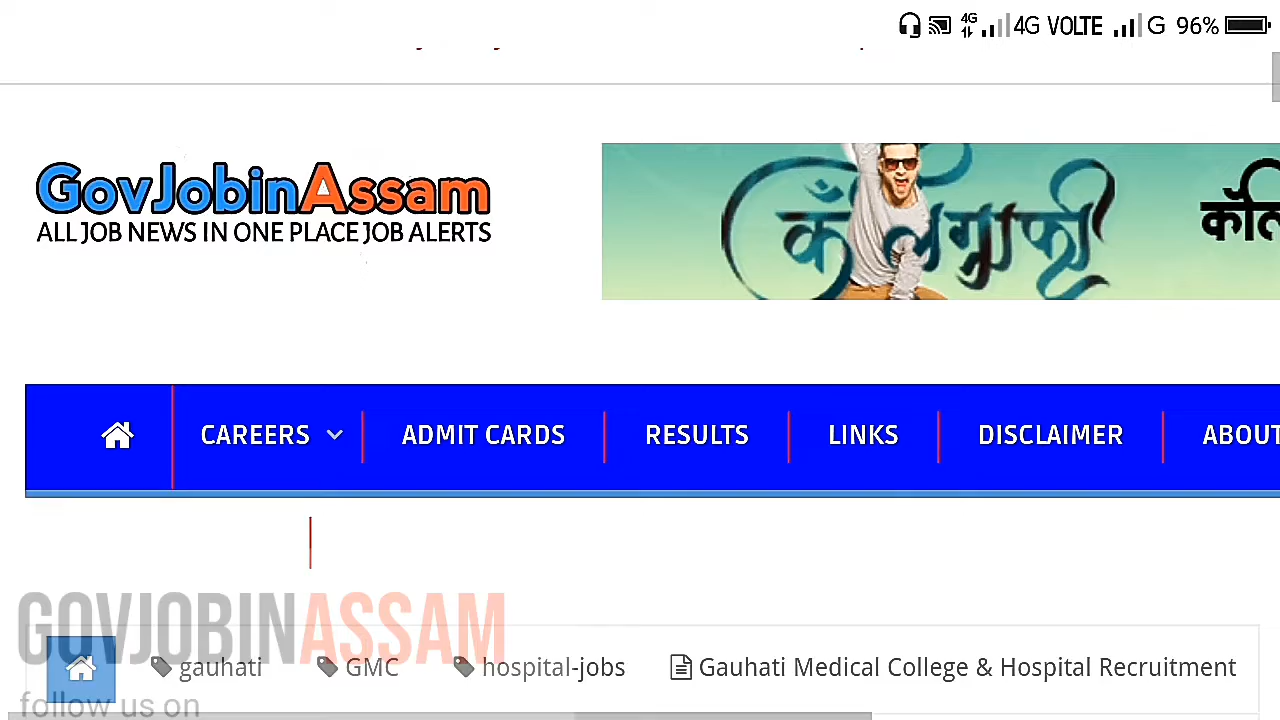 4G 4G VOLTE G 96%
GovJobinAssam
ALL JOB NEWS IN ONE PLACE JOB ALERTS
कॅलिग्राफी
CAREERS ADMIT CARDS RESULTS LINKS DISCLAIMER ABOUT
GOVJOBINASSAM
gauhati GMC hospital-jobs Gauhati Medical College & Hospital Recruitment
follow us on